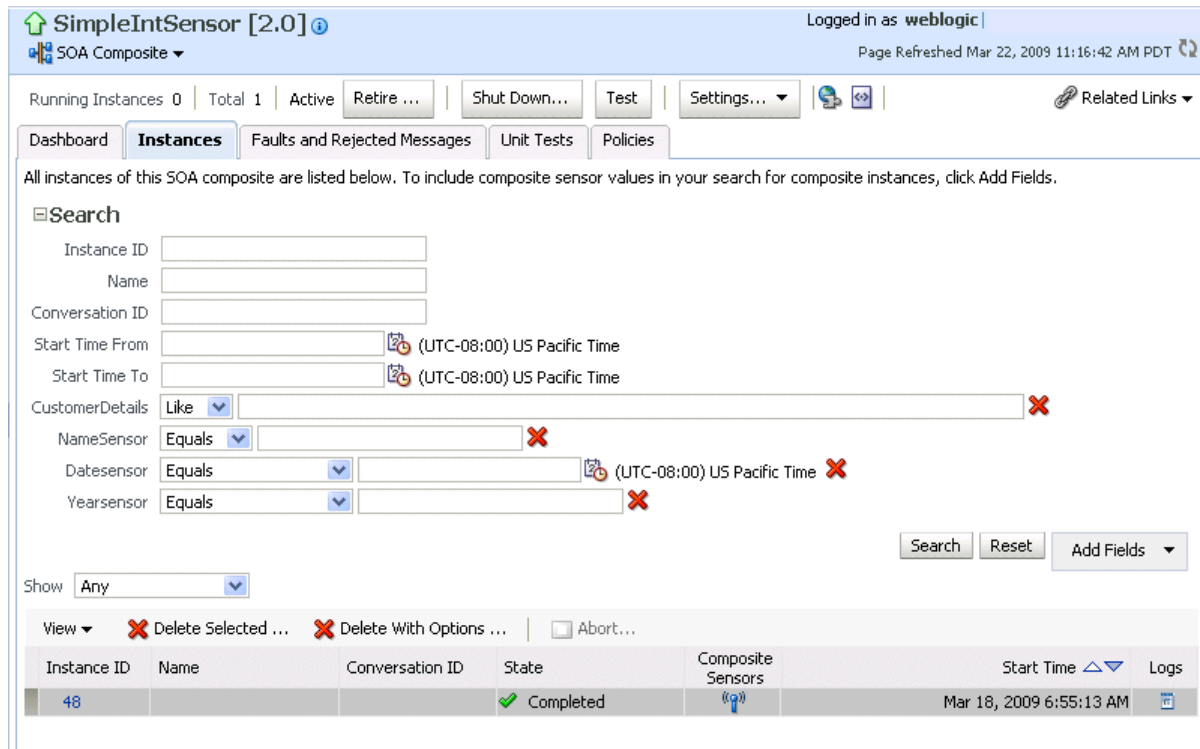 SimpleIntSensor [2.0]
Logged in as weblogic
SOA Composite
Page Refreshed Mar 22, 2009 11:16:42 AM PDT
Running Instances 0 Total 1 Active Retire ... Shut Down... Test Settings... Related Links
Dashboard Instances Faults and Rejected Messages Unit Tests Policies
All instances of this SOA composite are listed below. To include composite sensor values in your search for composite instances, click Add Fields.
Search
Instance ID
Name
Conversation ID
Start Time From (UTC-08:00) US Pacific Time
Start Time To (UTC-08:00) US Pacific Time
CustomerDetails Like
NameSensor Equals
Datesensor Equals (UTC-08:00) US Pacific Time
Yearsensor Equals
Search Reset Add Fields
Show Any
View Delete Selected ... Delete With Options ... Abort...
Instance ID Name Conversation ID State Composite Sensors Start Time Logs
48 Completed Mar 18, 2009 6:55:13 AM